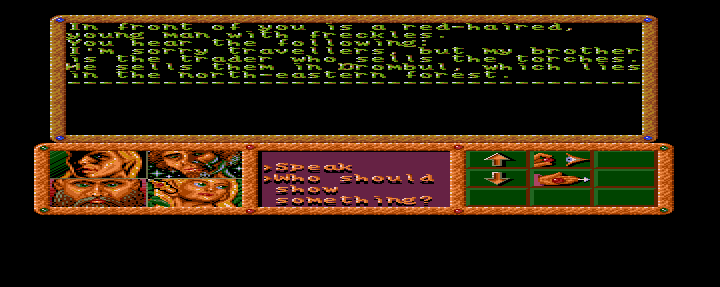 In front of you is a red-haired,
young man with freckles.
You hear the following:
I'm sorry travellers, but my brother
is the trader who sells the torches.
He sells them in Drombul, which lies
in the north-eastern forest.
>Speak
>Who should
show
something?